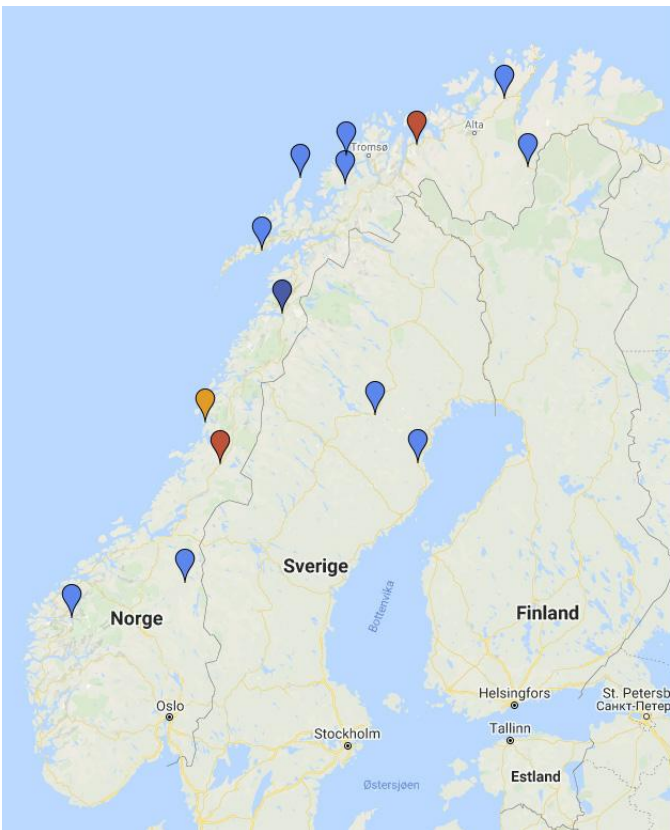 Alta
Tromsø
Sverige
Norge
Bottenvika
Finland
Oslo
Helsingfors
St. Petersb
Санкт-Петер
Stockholm
Tallinn
Østersjøen
Estland